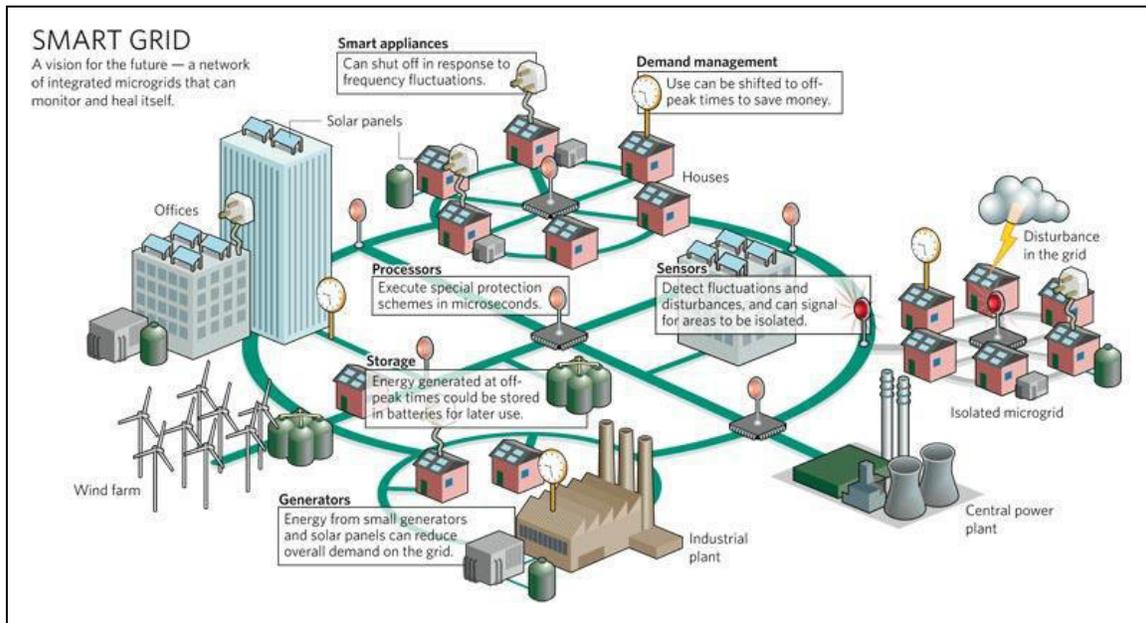 SMART GRID
A vision for the future — a network
of integrated microgrids that can
monitor and heal itself.
Smart appliances
Can shut off in response to
frequency fluctuations.
Demand management
Use can be shifted to off-
peak times to save money.
Solar panels
Houses
Offices
Disturbance
in the grid
Processors
Execute special protection
schemes in microseconds.
Sensors
Detect fluctuations and
disturbances, and can signal
for areas to be isolated.
Storage
Energy generated at off-
peak times could be stored
in batteries for later use.
Isolated microgrid
Wind farm
Generators
Energy from small generators
and solar panels can reduce
overall demand on the grid.
Industrial
plant
Central power
plant